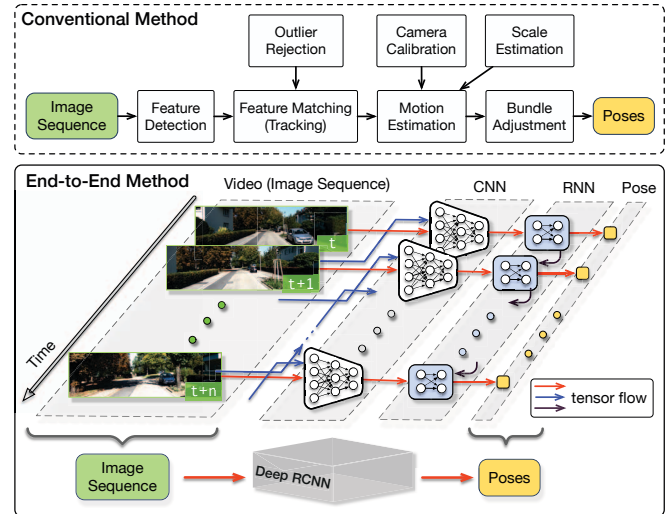 Conventional Method
Outlier
Rejection
Camera
Calibration
Scale
Estimation
Image
Sequence
Feature
Detection
Feature Matching
(Tracking)
Motion
Estimation
Bundle
Adjustment
Poses
End-to-End Method
Video (Image Sequence)
CNN
RNN
Pose
t
t+1
t+n
Time
tensor flow
Image
Sequence
Deep RCNN
Poses